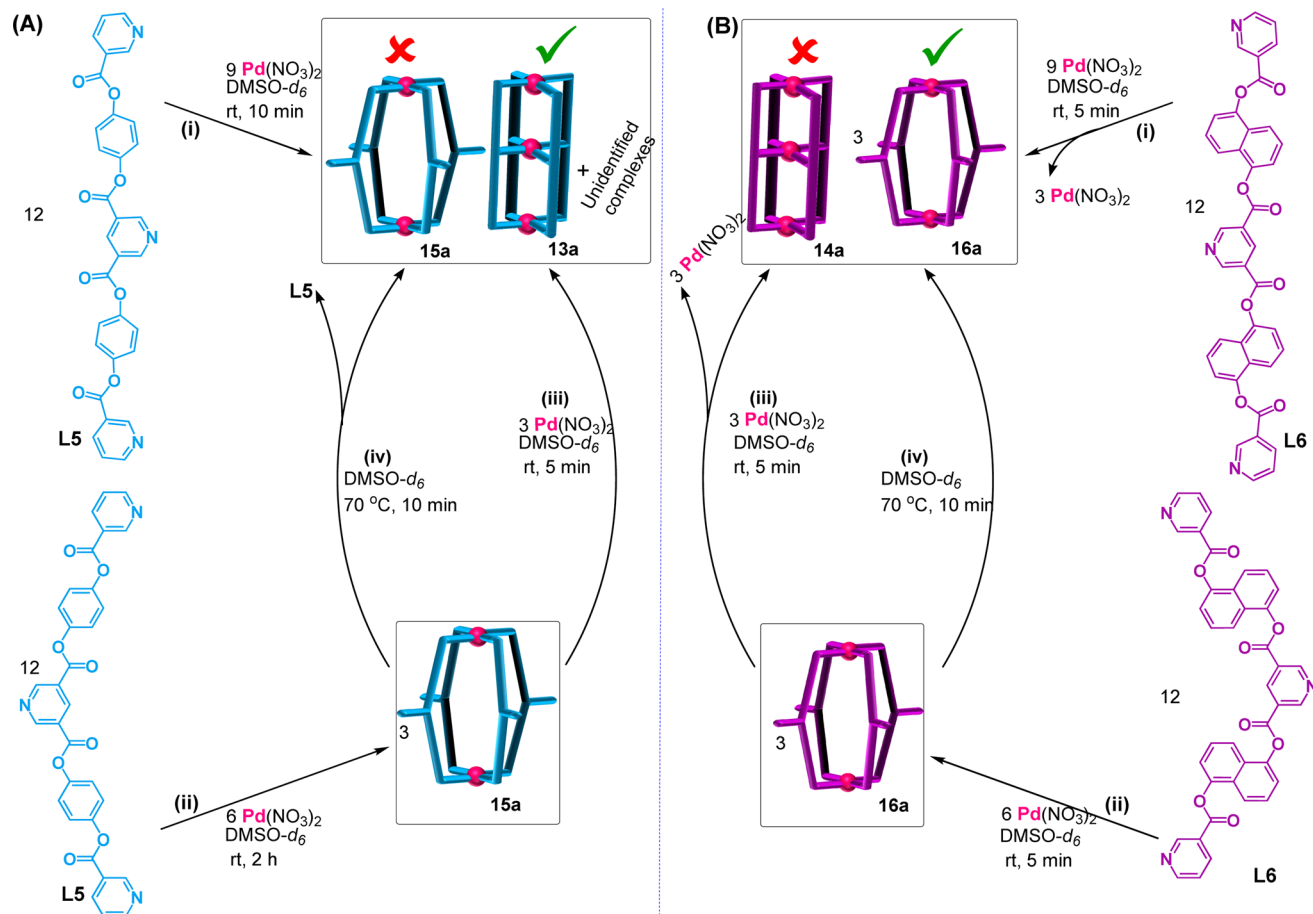 (A)
9 Pd(NO3)2
DMSO-d6
rt, 10 min
(i)
12
L5
15a
13a
+
Unidentified
complexes
L5
(iii)
3 Pd(NO3)2
DMSO-d6
rt, 5 min
(iv)
DMSO-d6
70 °C, 10 min
12
L5
(ii)
6 Pd(NO3)2
DMSO-d6
rt, 2 h
3
15a
(B)
14a
3
16a
9 Pd(NO3)2
DMSO-d6
rt, 5 min
(i)
3 Pd(NO3)2
12
L6
3 Pd(NO3)2
(iii)
3 Pd(NO3)2
DMSO-d6
rt, 5 min
(iv)
DMSO-d6
70 °C, 10 min
3
16a
12
L6
(ii)
6 Pd(NO3)2
DMSO-d6
rt, 5 min
N
O
O
O
O
N
O
O
O
O
N
N
O
O
O
O
N
O
O
O
O
N
N
O
O
O
O
N
O
O
O
O
N
N
O
O
O
O
N
O
O
O
O
N